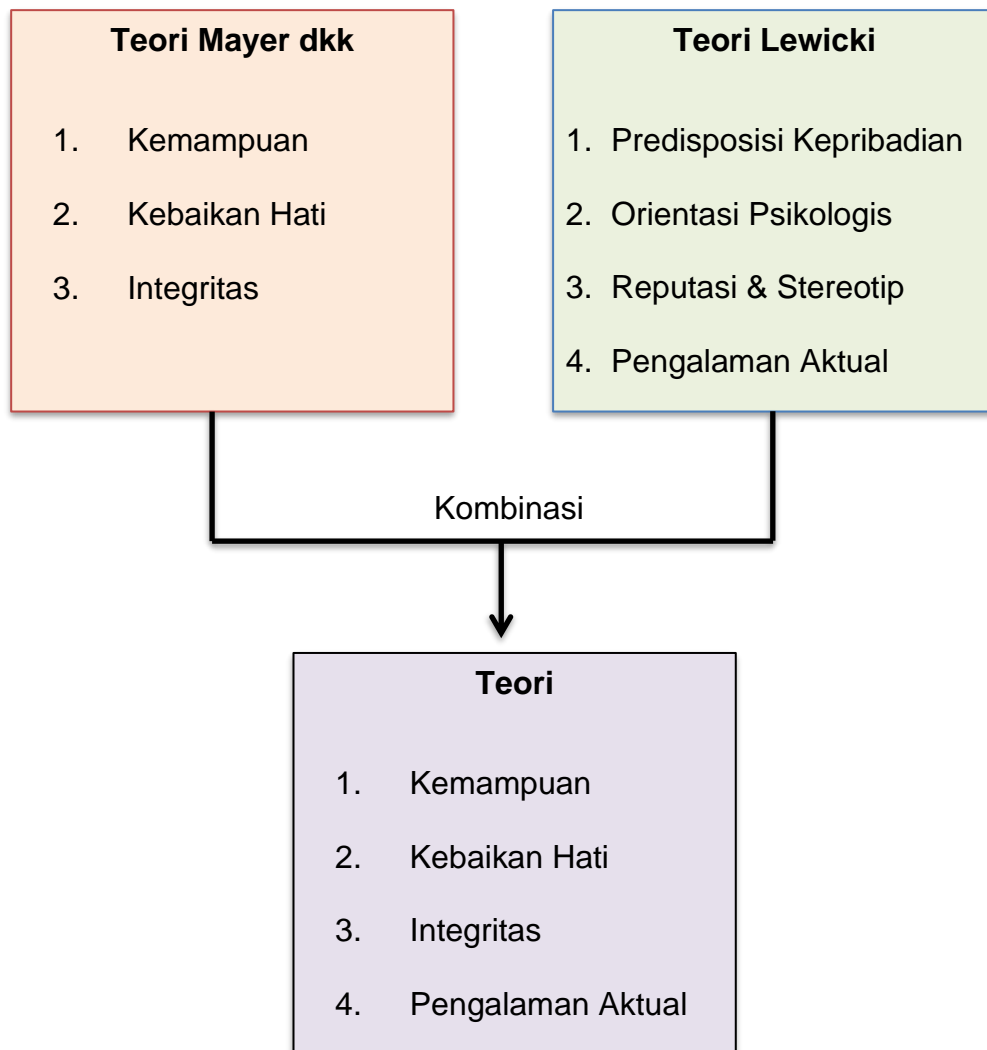 Teori Mayer dkk
1. Kemampuan
2. Kebaikan Hati
3. Integritas
Teori Lewicki
1. Predisposisi Kepribadian
2. Orientasi Psikologis
3. Reputasi & Stereotip
4. Pengalaman Aktual
Kombinasi
Teori
1. Kemampuan
2. Kebaikan Hati
3. Integritas
4. Pengalaman Aktual